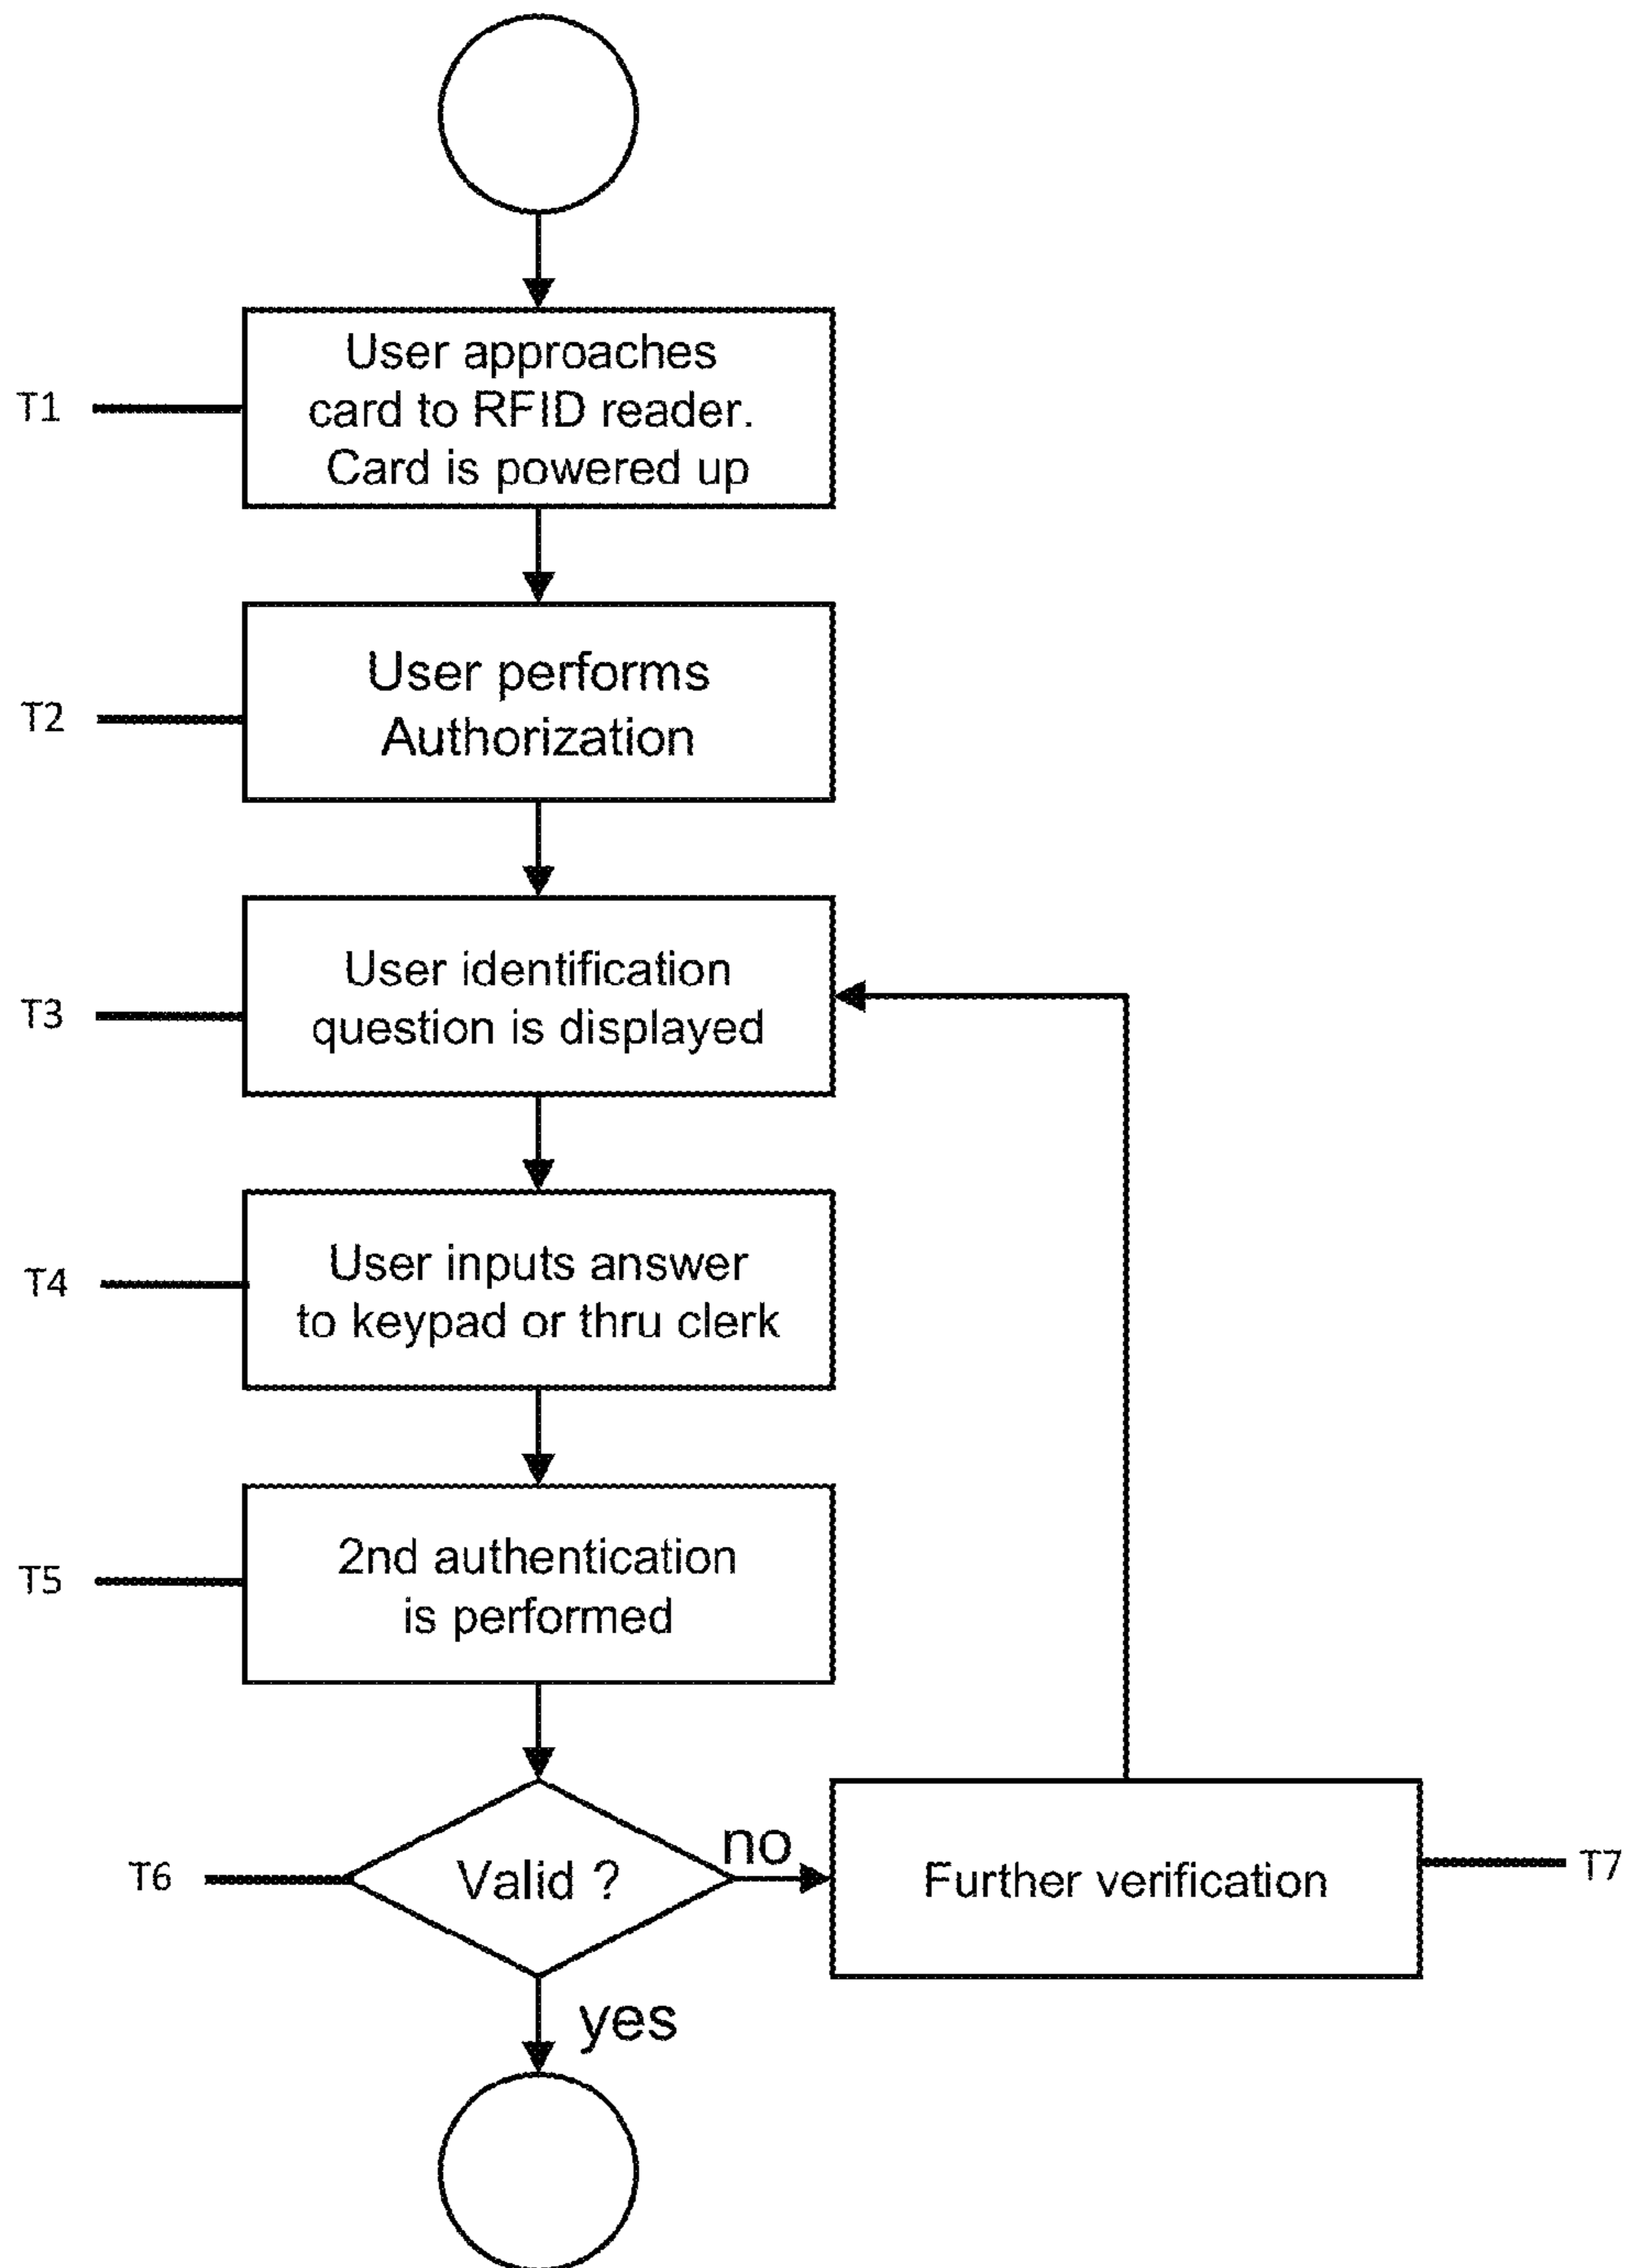 T1
User approaches
card to RFID reader.
Card is powered up
T2
User performs
Authorization
T3
User identification
question is displayed
T4
User inputs answer
to keypad or thru clerk
T5
2nd authentication
is performed
T6
Valid ?
no
Further verification
T7
yes